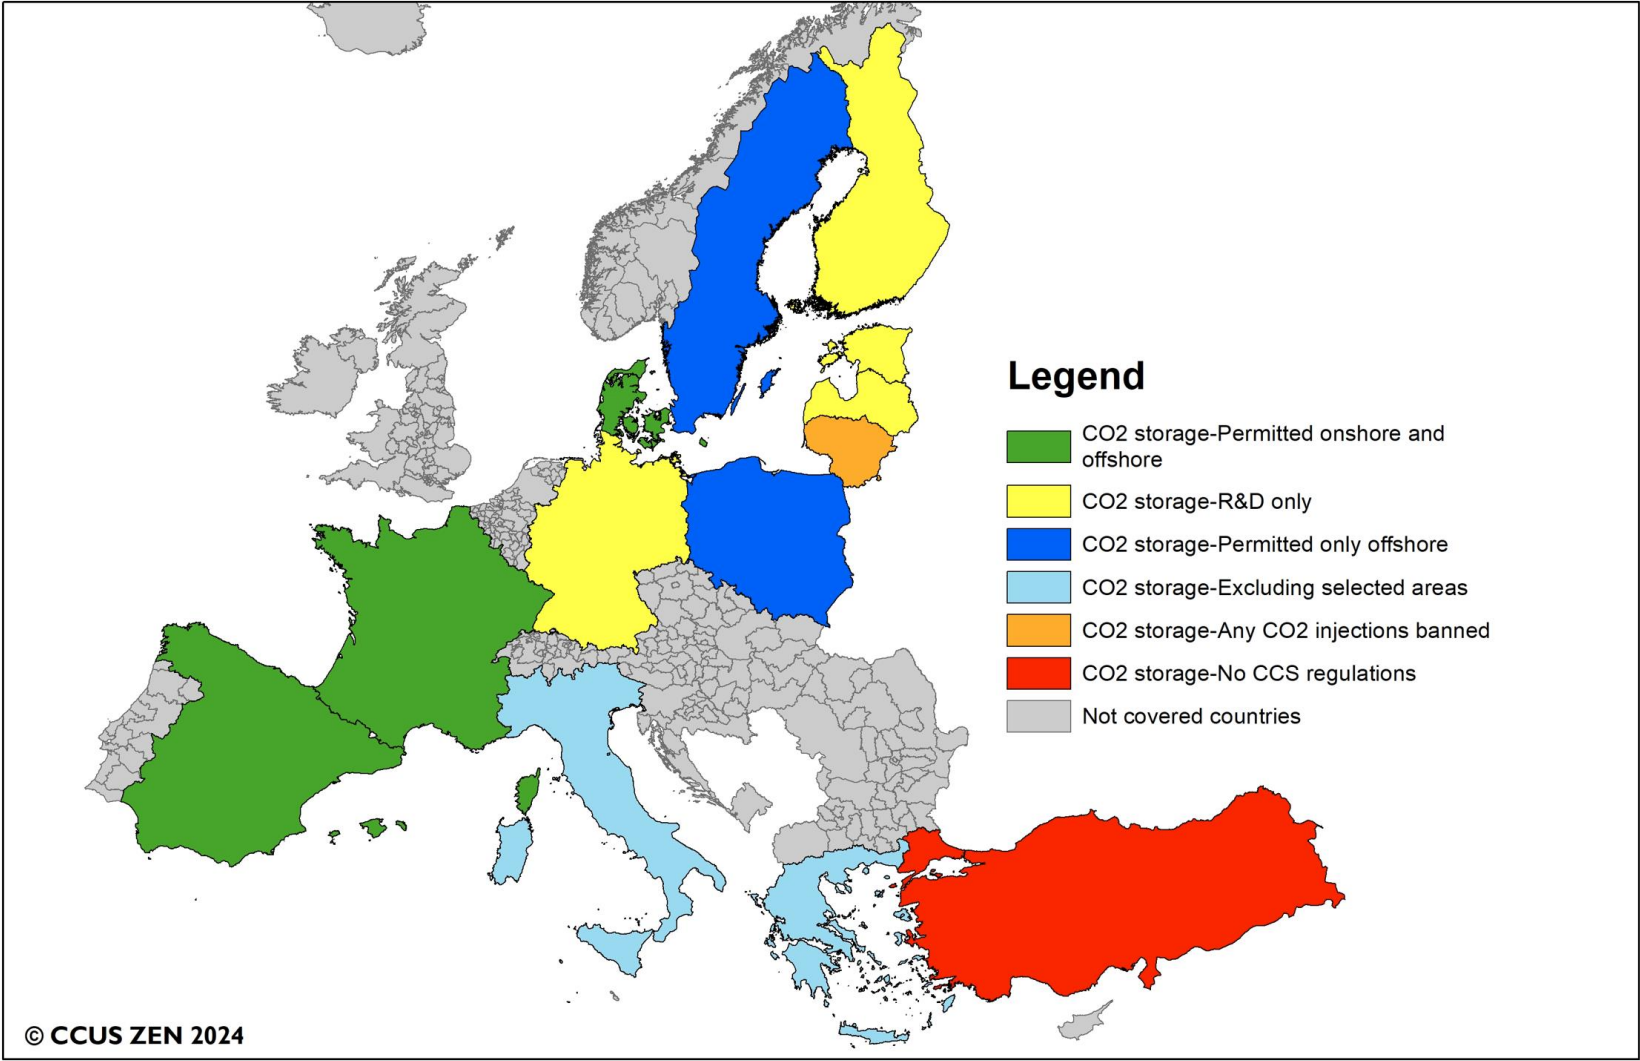 Legend
CO2 storage-Permitted onshore and
offshore
CO2 storage-R&D only
CO2 storage-Permitted only offshore
CO2 storage-Excluding selected areas
CO2 storage-Any CO2 injections banned
CO2 storage-No CCS regulations
Not covered countries
© CCUS ZEN 2024